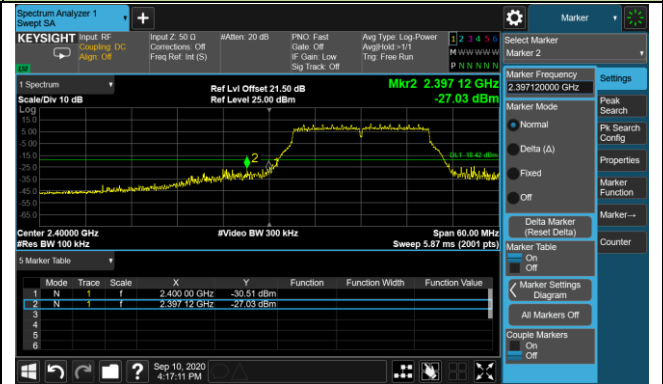 Spectrum Analyzer 1
Swept SA
Marker
KEYSIGHT
Input: RF
Coupling: DC
Align: Off
Input Z: 50 Ω
Corrections: Off
Freq Ref: Int (S)
#Atten: 20 dB
PNO: Fast
Gate: Off
IF Gain: Low
Sig Track: Off
Avg Type: Log-Power
Avg|Hold:>1/1
Trig: Free Run
1 2 3 4 5 6
M W W W W W
P N N N N N
Select Marker
Marker 2
1 Spectrum
Scale/Div 10 dB
Ref Lvl Offset 21.50 dB
Ref Level 25.00 dBm
Mkr2 2.397 12 GHz
-27.03 dBm
Log
15.0
5.00
-5.00
-15.0
-25.0
-35.0
-45.0
-55.0
-65.0
2
DL1 -18.42 dBm
Center 2.40000 GHz
#Video BW 300 kHz
Span 60.00 MHz
#Res BW 100 kHz
Sweep 5.87 ms (2001 pts)
Marker Frequency
2.397120000 GHz
Marker Mode
Normal
Delta (Δ)
Fixed
Off
Delta Marker
(Reset Delta)
Marker Table
On
Off
Marker Settings
Diagram
All Markers Off
Couple Markers
On
Off
Settings
Peak
Search
Pk Search
Config
Properties
Marker
Function
Marker→
Counter
5 Marker Table
Mode Trace Scale X Y Function Function Width Function Value
1 N 1 f 2.400 00 GHz -30.51 dBm
2 N 1 f 2.397 12 GHz -27.03 dBm
3
4
5
6
Sep 10, 2020
4:17:11 PM